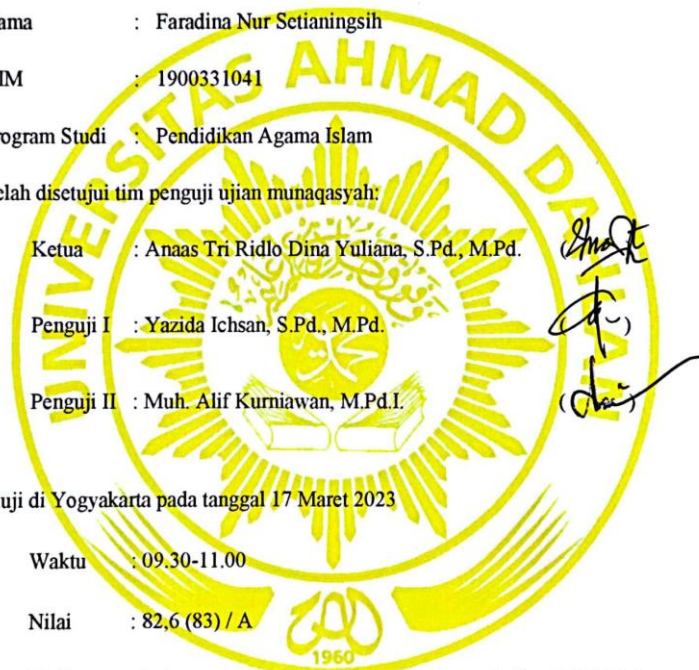 ama : Faradina Nur Setianingsih
IM : 1900331041
rogram Studi : Pendidikan Agama Islam
elah disetujui tim penguji ujian munaqasyah:
Ketua : Anaas Tri Ridlo Dina Yuliana, S.Pd., M.Pd.
Penguji I : Yazida Ichsan, S.Pd., M.Pd.
Penguji II : Muh. Alif Kurniawan, M.Pd.I.
uji di Yogyakarta pada tanggal 17 Maret 2023
Waktu : 09.30-11.00
Nilai : 82,6 (83) / A
UNIVERSITAS AHMAD DAHLAN
1960